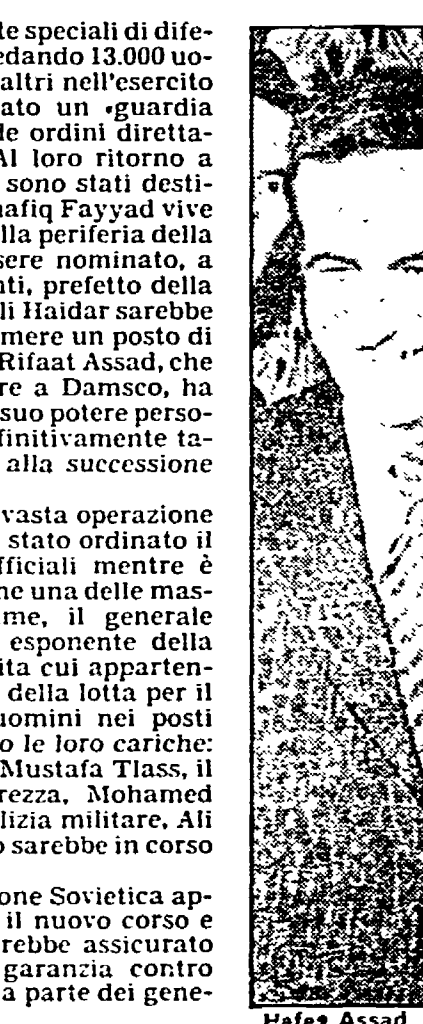 te speciali di dife-
edando 13.000 uo-
altri nell'esercito
ato un «guardia
de ordini diretta-
Al loro ritorno a
sono stati desti-
hafiq Fayyad vive
lla periferia della
sere nominato, a
nti, prefetto della
li Haidar sarebbe
mere un posto di
Rifaat Assad, che
re a Damsco, ha
suo potere perso-
finitivamente ta-
alla successione
vasta operazione
stato ordinato il
fficiali mentre è
ne una delle mas-
me, il generale
esponente della
ita cui apparten-
della lotta per il
uomini nei posti
o le loro cariche:
Mustafa Tlass, il
rezza, Mohamed
lizia militare, Ali
o sarebbe in corso
one Sovietica ap-
il nuovo corso e
rebbe assicurato
garanzia contro
a parte dei gene-
Hafez Assad